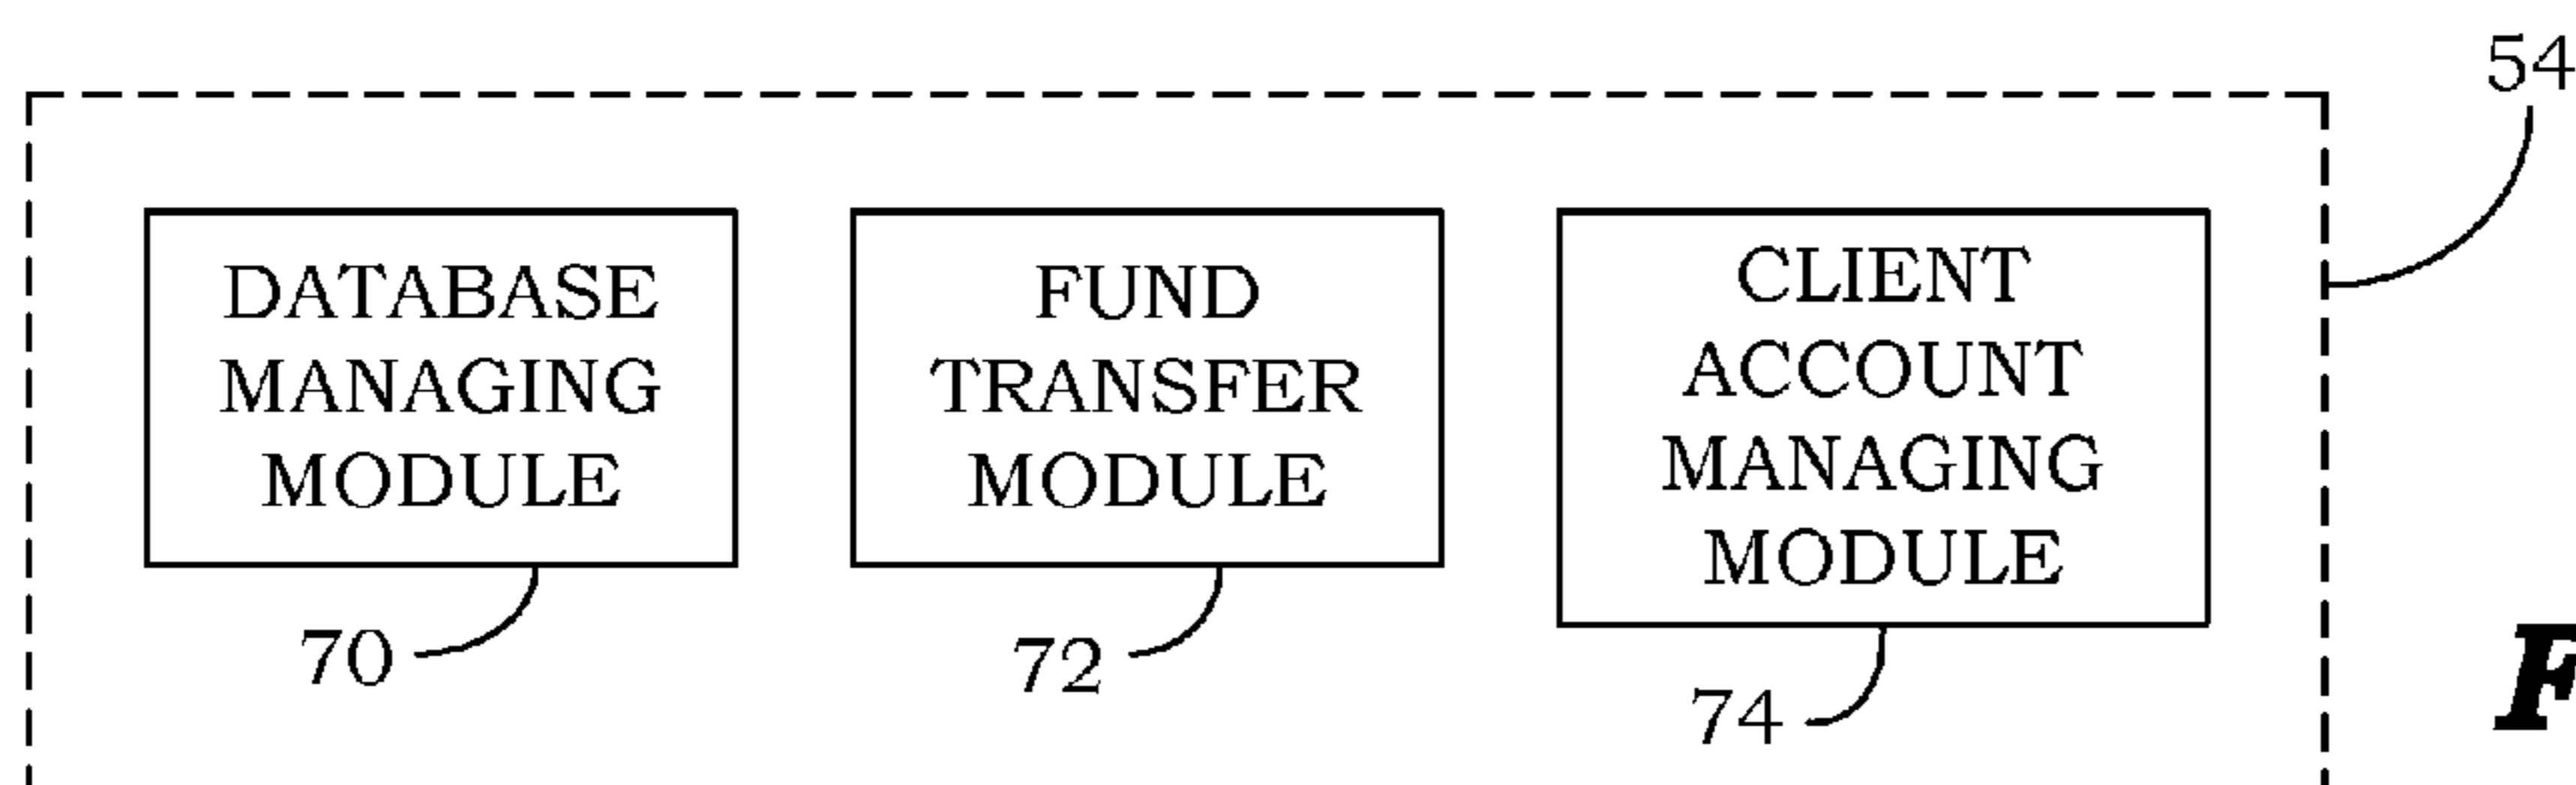 54
DATABASE
MANAGING
MODULE
FUND
TRANSFER
MODULE
CLIENT
ACCOUNT
MANAGING
MODULE
70
72
74
F